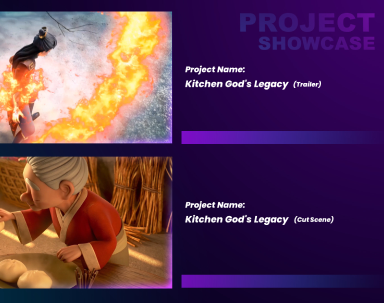 PROJECT
SHOWCASE
Project Name:
Kitchen God's Legacy (Trailer)
Project Name:
Kitchen God's Legacy (Cut Scene)